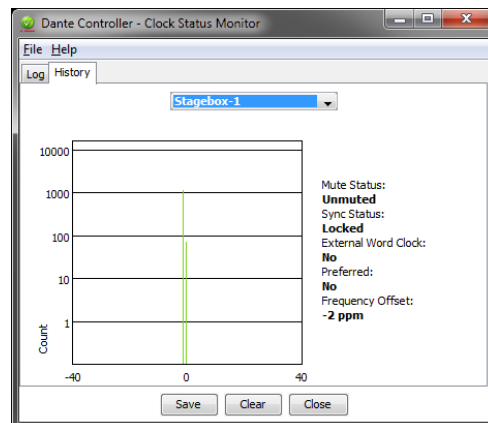 Dante Controller - Clock Status Monitor
File Help
Log History
Stagebox-1
10000
1000
100
10
1
Count
-40 0 40
Mute Status:
Unmuted
Sync Status:
Locked
External Word Clock:
No
Preferred:
No
Frequency Offset:
-2 ppm
Save Clear Close